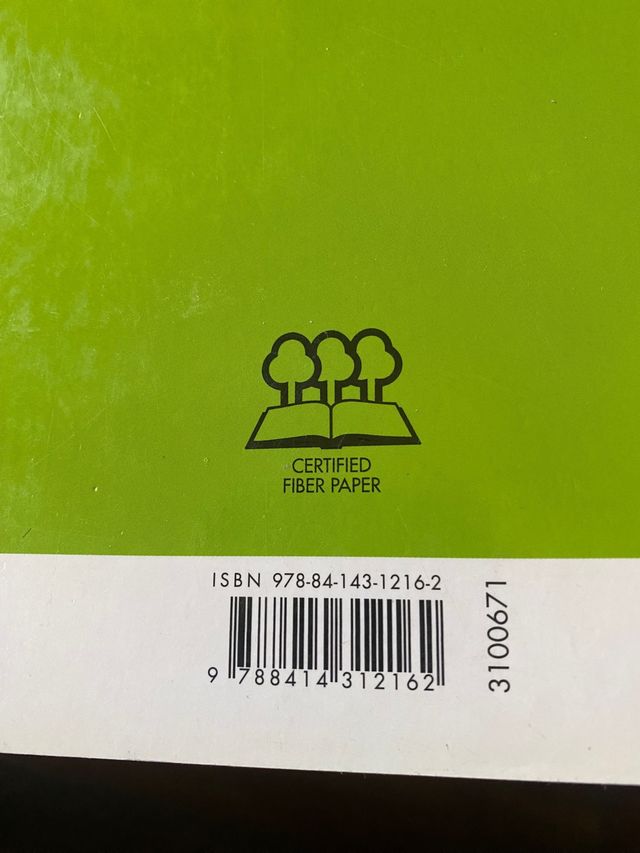 CERTIFIED
FIBER PAPER
ISBN 978-84-143-1216-2
9 788414 312162
3100671